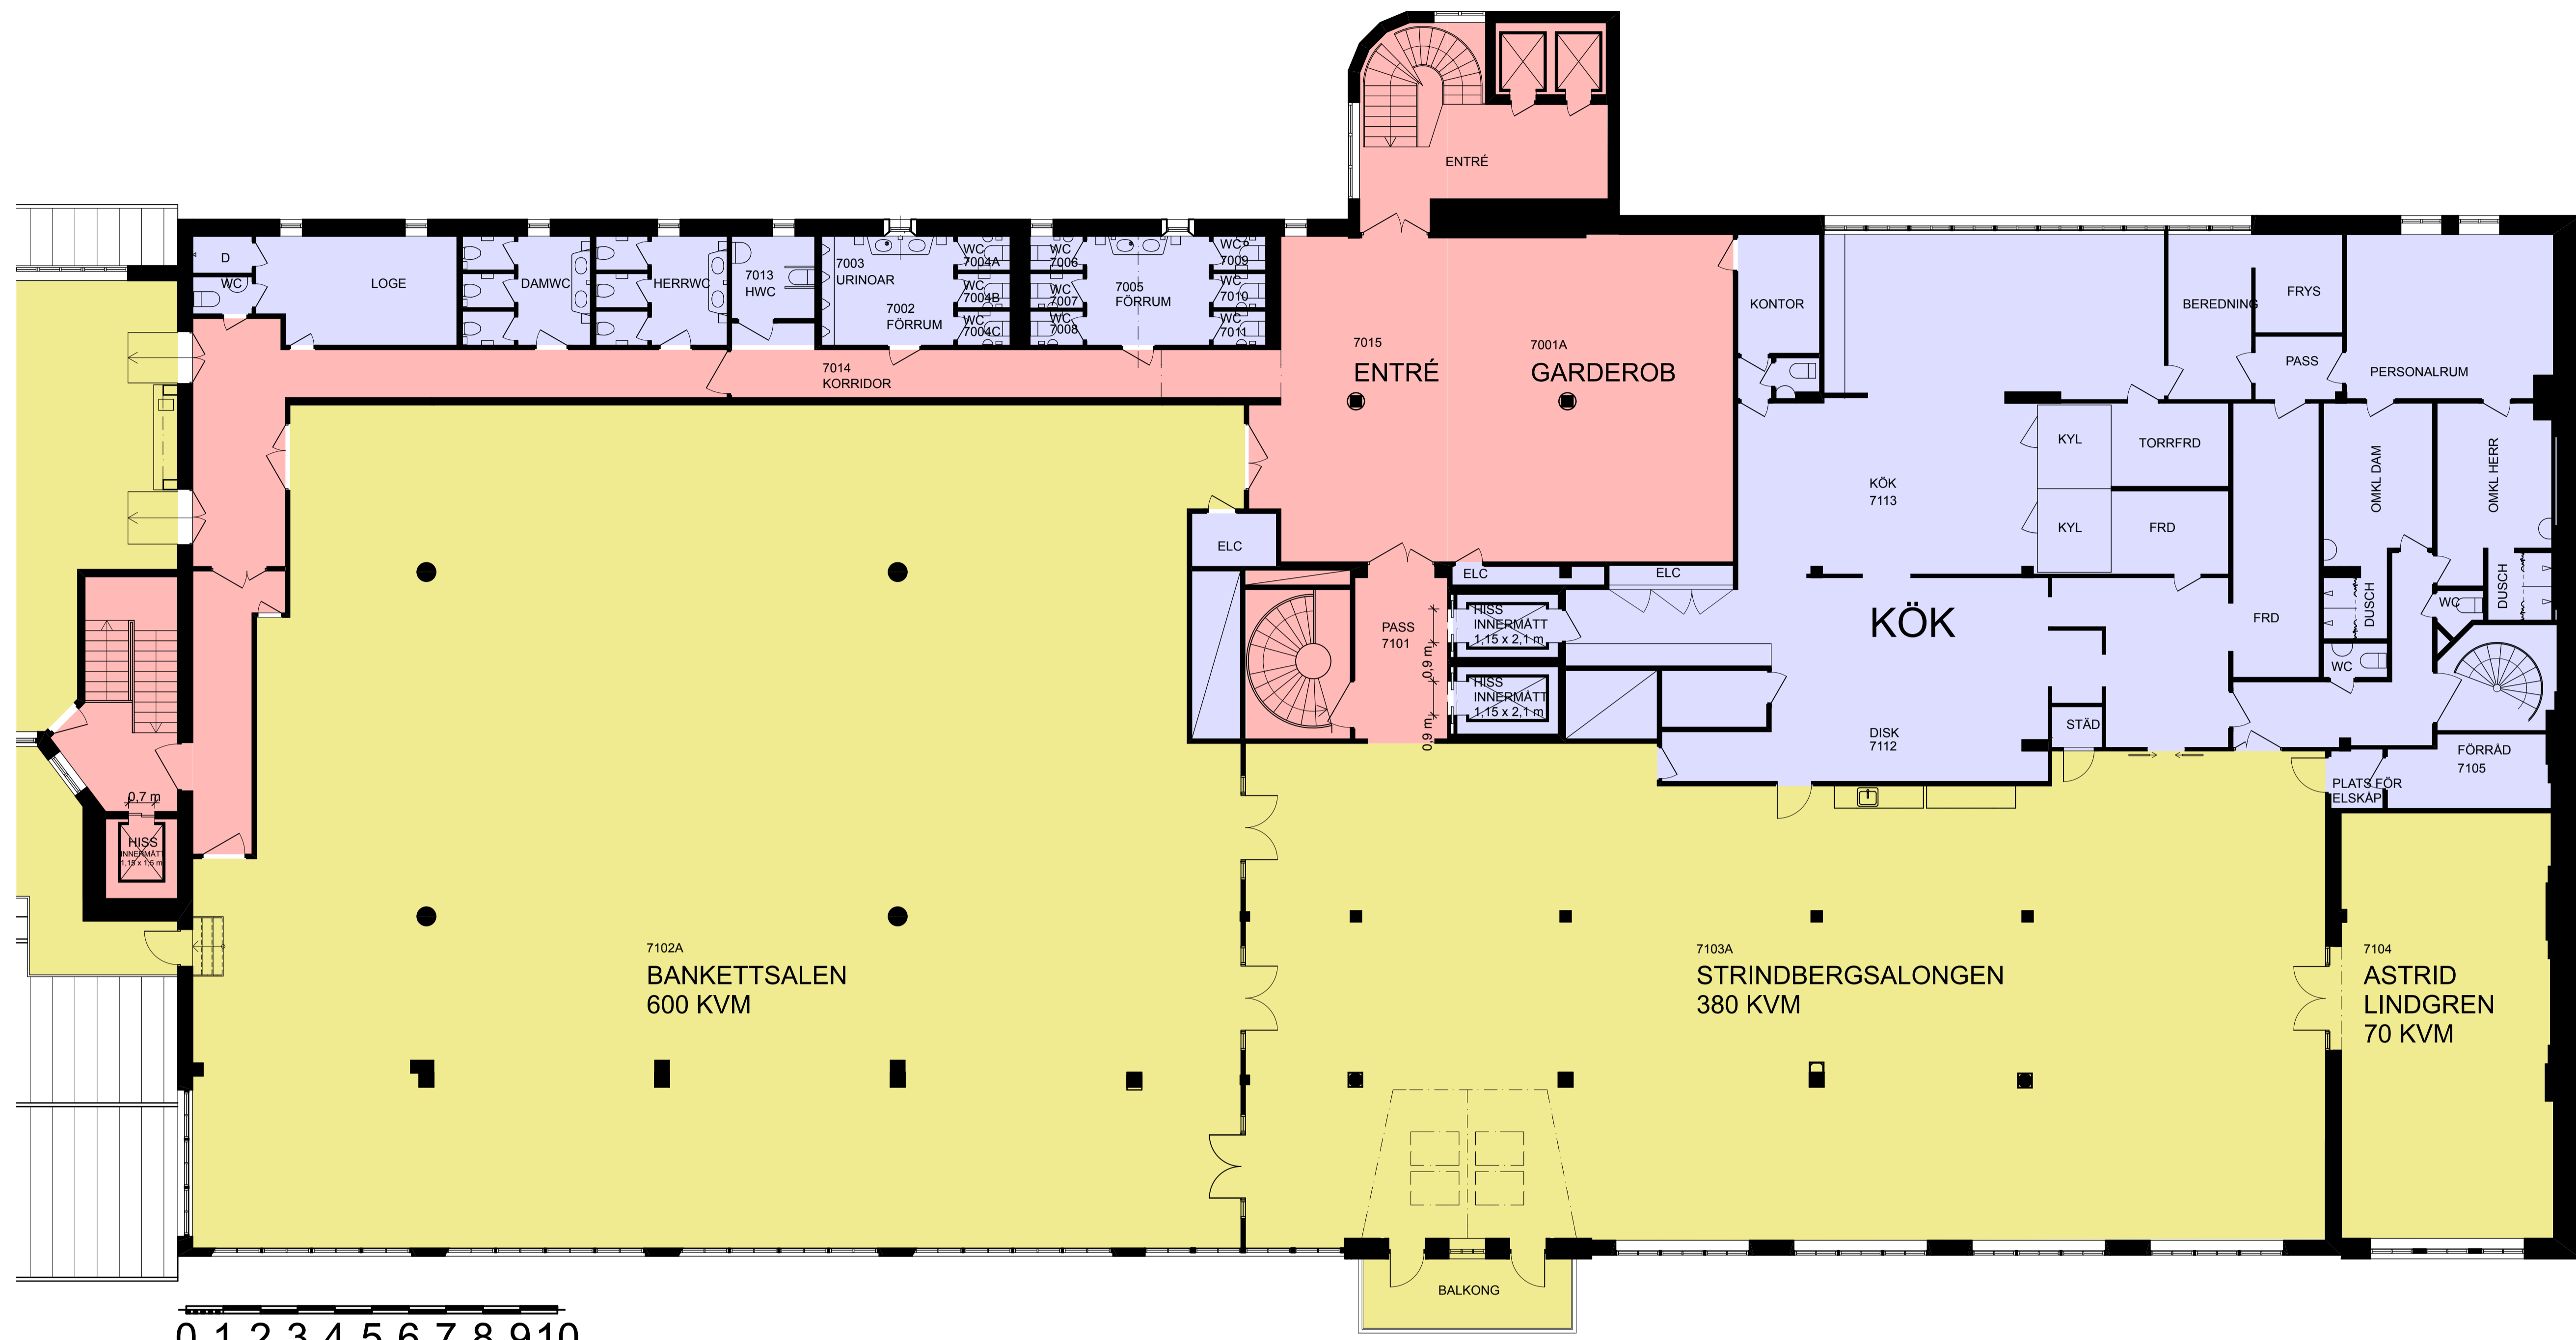 ENTRÉ
D
WC
LOGE
DAMWC
HERRWC
7013
HWC
7003
URINOAR
7002
FÖRRUM
WC
7004A
WC
7004B
WC
7004C
WC
7006
WC
7007
WC
7008
7005
FÖRRUM
WC
7009
WC
7010
WC
7011
7014
KORRIDOR
7015
ENTRÉ
7001A
GARDEROB
KONTOR
BEREDNING
FRYS
PASS
PERSONALRUM
KÖK
7113
KYL
KYL
TORRFRD
FRD
OMKL DAM
OMKL HERR
DUSCH
DUSCH
WC
WC
FRD
ELC
ELC
ELC
PASS
7101
HISS
INNERMÅTT
1,15 x 2,1 m
0,9 m
HISS
INNERMÅTT
1,15 x 2,1 m
0,9 m
KÖK
STÄD
DISK
7112
FÖRRÅD
7105
PLATS FÖR
ELSKÅP
0,7 m
HISS
INNERMÅTT
1,15 x 1,5 m
7102A
BANKETTSALEN
600 KVM
7103A
STRINDBERGSALONGEN
380 KVM
7104
ASTRID
LINDGREN
70 KVM
BALKONG
0 1 2 3 4 5 6 7 8 9 10